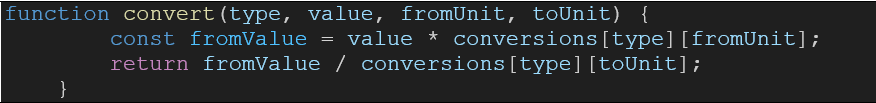 function convert(type, value, fromUnit, toUnit) {
        const fromValue = value * conversions[type][fromUnit];
        return fromValue / conversions[type][toUnit];
    }